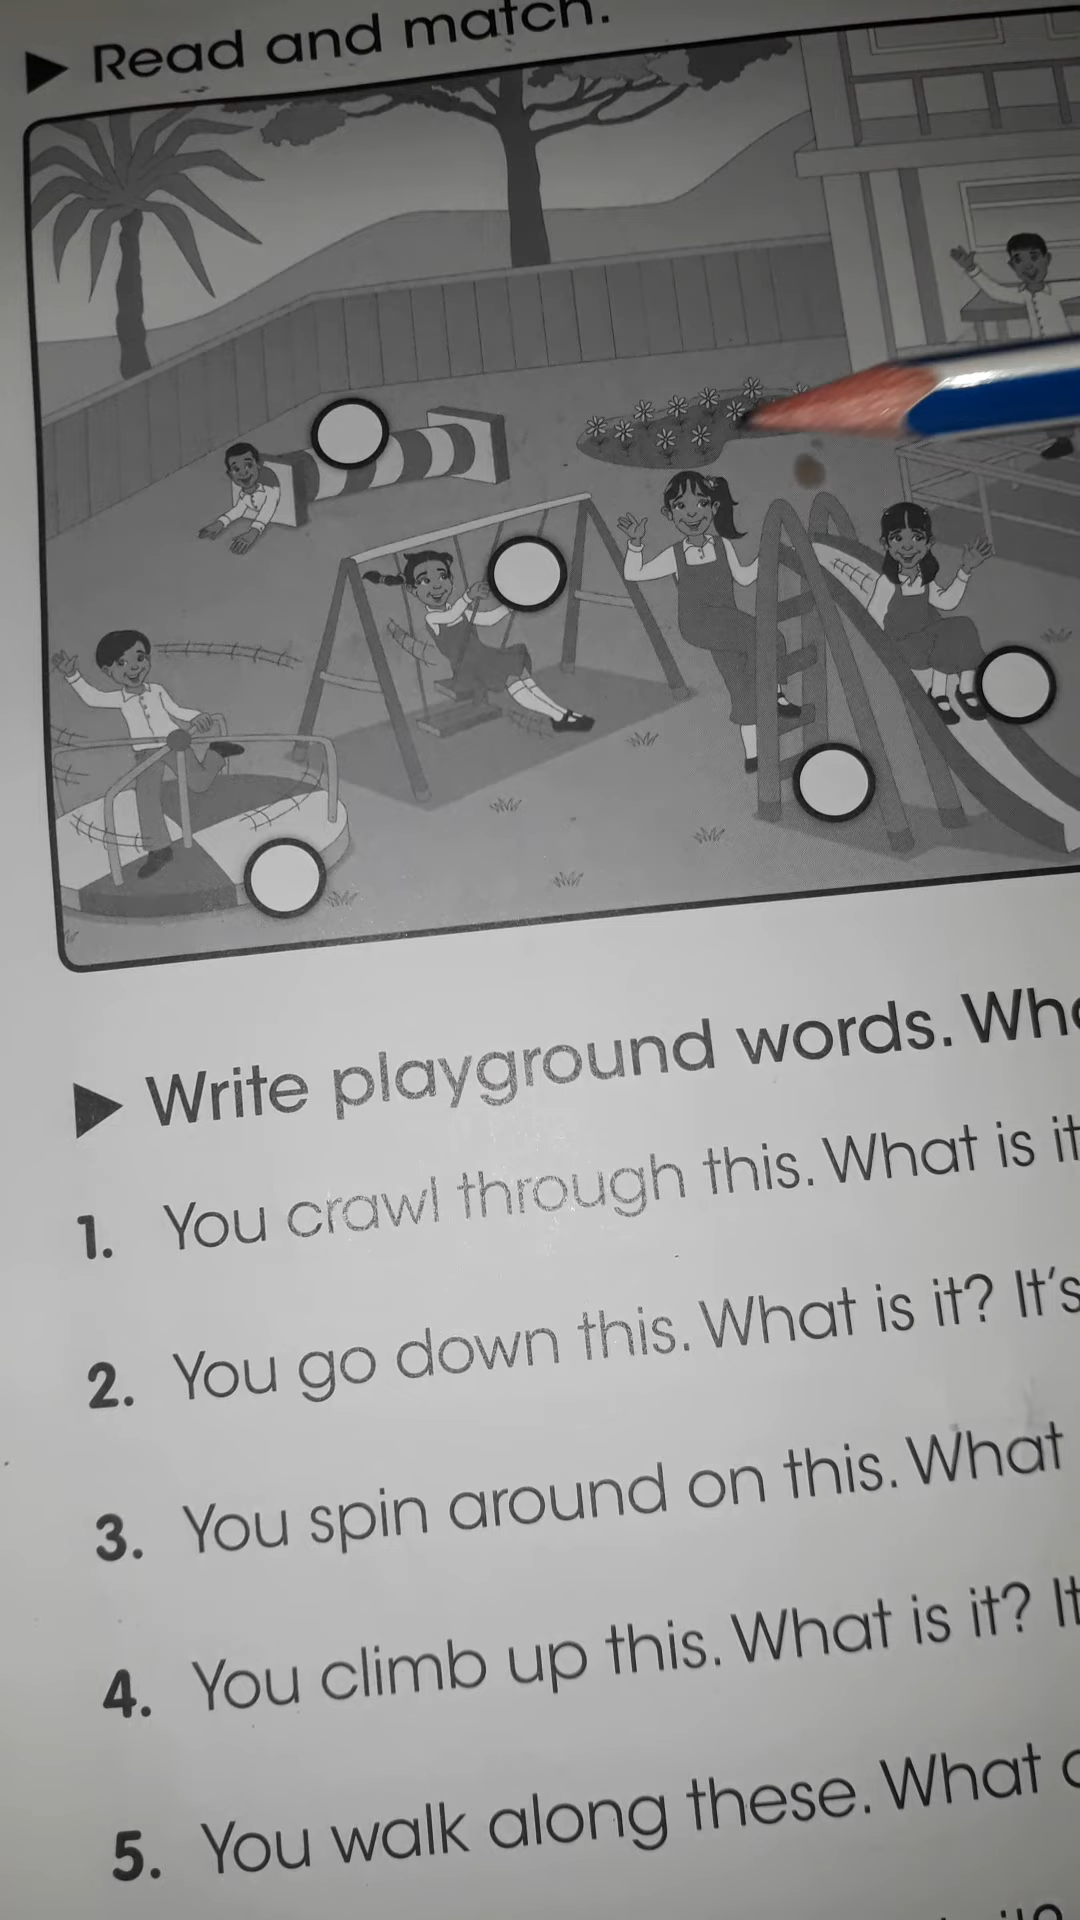 Read and match.
Write playground words. Wh
1. You crawl through this. What is it
2. You go down this. What is it? It's
3. You spin around on this. What
4. You climb up this. What is it? It
5. You walk along these. What